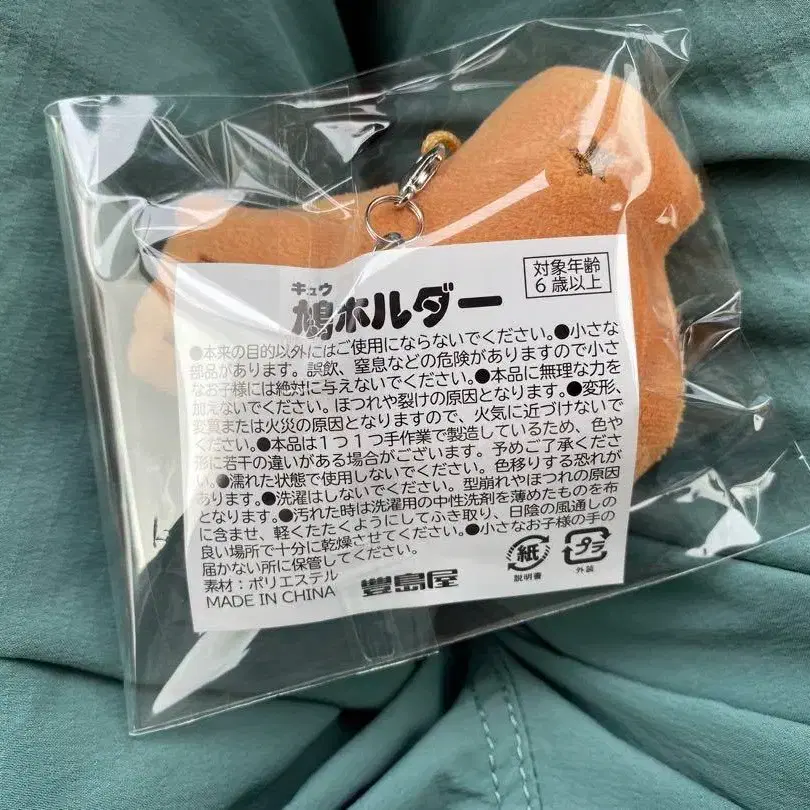 キュウ
鳩ホルダー
対象年齢
6歳以上
●本来の目的以外にはご使用にならないでください。●小さな
部品があります。誤飲、窒息などの危険がありますので小さ
なお子様には絶対に与えないでください。●本品に無理な力を
加えないでください。ほつれや裂けの原因となります。●変形、
変質または火災の原因となりますので、火気に近づけないで
ください。●本品は1つ1つ手作業で製造しているため、色や
形に若干の違いがある場合がございます。予めご了承くださ
い。●濡れた状態で使用しないでください。色移りする恐れが
あります。●洗濯はしないでください。型崩れやほつれの原因
となります。●汚れた時は洗濯用の中性洗剤を薄めたものを布
に含ませ、軽くたたくようにしてふき取り、日陰の風通しの
良い場所で十分に乾燥させてください。●小さなお子様の手の
届かない所に保管してください。
素材：ポリエステル
MADE IN CHINA
豊島屋
紙
説明書
プラ
外装